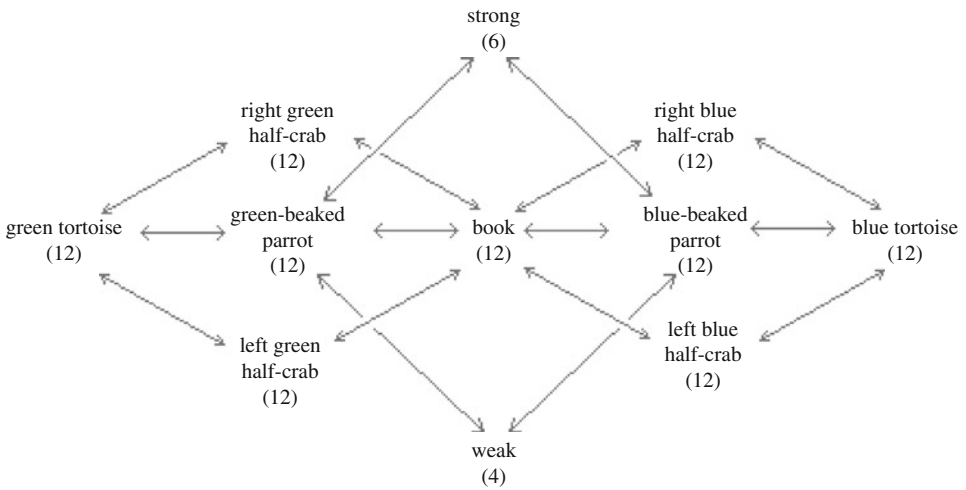 strong
(6)
right green
half-crab
(12)
right blue
half-crab
(12)
green tortoise
(12)
green-beaked
parrot
(12)
book
(12)
blue-beaked
parrot
(12)
blue tortoise
(12)
left green
half-crab
(12)
left blue
half-crab
(12)
weak
(4)